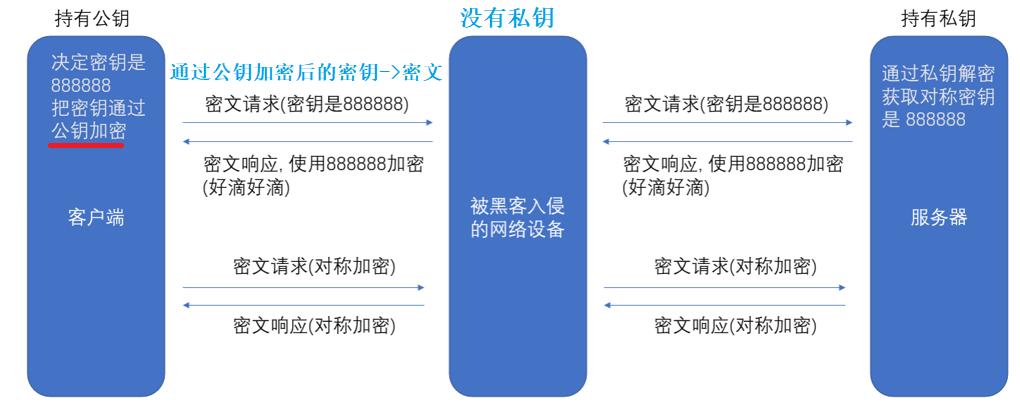 持有公钥
没有私钥
持有私钥
决定密钥是
888888
把密钥通过
公钥加密
通过公钥加密后的密钥->密文
密文请求(密钥是888888)
密文响应, 使用888888加密
(好滴好滴)
客户端
密文请求(对称加密)
密文响应(对称加密)
被黑客入侵
的网络设备
密文请求(密钥是888888)
密文响应, 使用888888加密
(好滴好滴)
密文请求(对称加密)
密文响应(对称加密)
通过私钥解密
获取对称密钥
是 888888
服务器